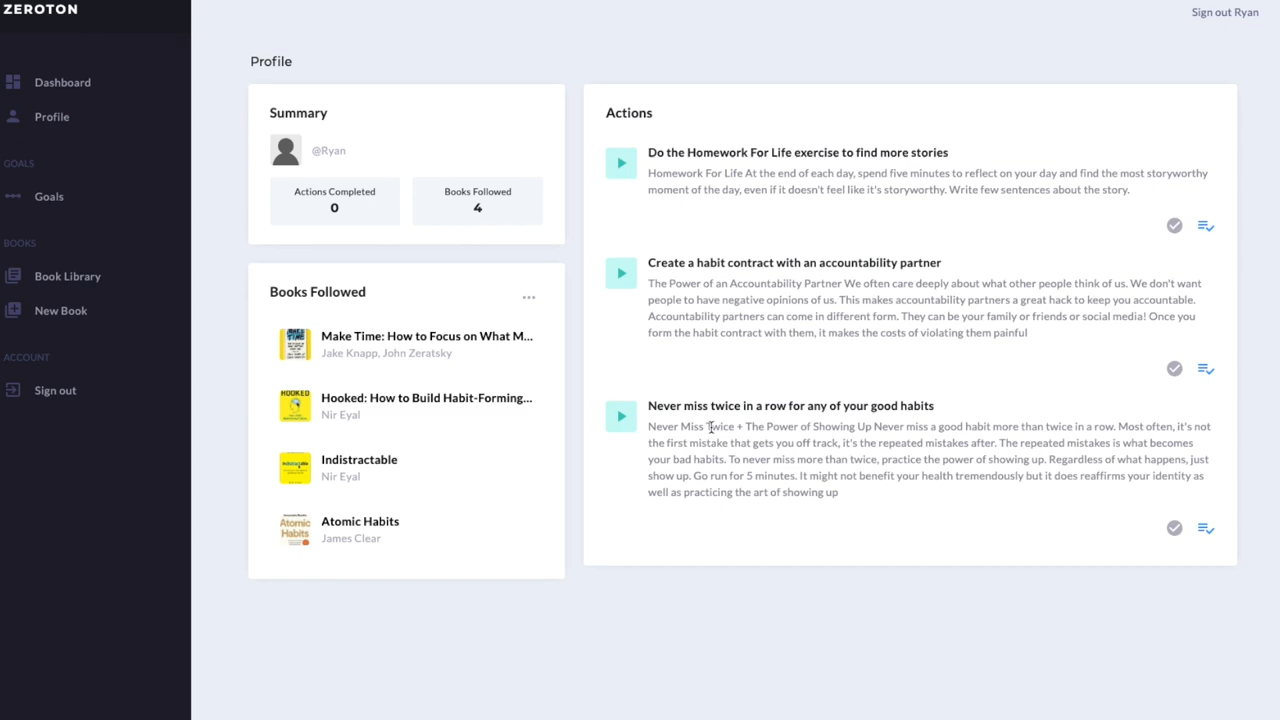 ZEROTON
Sign out Ryan
Dashboard
Profile
GOALS
Goals
BOOKS
Book Library
New Book
ACCOUNT
Sign out
Profile
Summary
@Ryan
Actions Completed
0
Books Followed
4
Books Followed
Make Time: How to Focus on What M...
Jake Knapp, John Zeratsky
Hooked: How to Build Habit-Forming...
Nir Eyal
Indistractable
Nir Eyal
Atomic Habits
James Clear
Actions
Do the Homework For Life exercise to find more stories
Homework For Life At the end of each day, spend five minutes to reflect on your day and find the most storyworthy
moment of the day, even if it doesn't feel like it's storyworthy. Write few sentences about the story.
Create a habit contract with an accountability partner
The Power of an Accountability Partner We often care deeply about what other people think of us. We don't want
people to have negative opinions of us. This makes accountability partners a great hack to keep you accountable.
Accountability partners can come in different form. They can be your family or friends or social media! Once you
form the habit contract with them, it makes the costs of violating them painful
Never miss twice in a row for any of your good habits
Never Miss Twice + The Power of Showing Up Never miss a good habit more than twice in a row. Most often, it's not
the first mistake that gets you off track, it's the repeated mistakes after. The repeated mistakes is what becomes
your bad habits. To never miss more than twice, practice the power of showing up. Regardless of what happens, just
show up. Go run for 5 minutes. It might not benefit your health tremendously but it does reaffirms your identity as
well as practicing the art of showing up